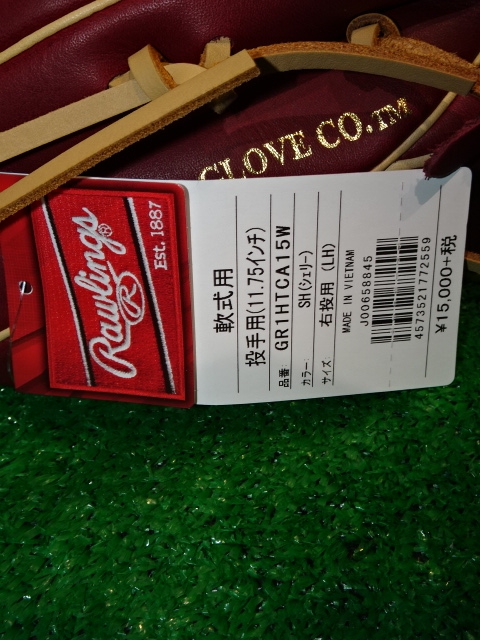 GLOVE CO.TM
Rawlings
R
Est. 1887
軟式用
投手用(11.75インチ)
品番 GR1HTCA15W
カラー: SH(シェリー)
サイズ: 右投用 (LH)
MADE IN VIETNAM
J00658845
4573521772559
¥15,000+税